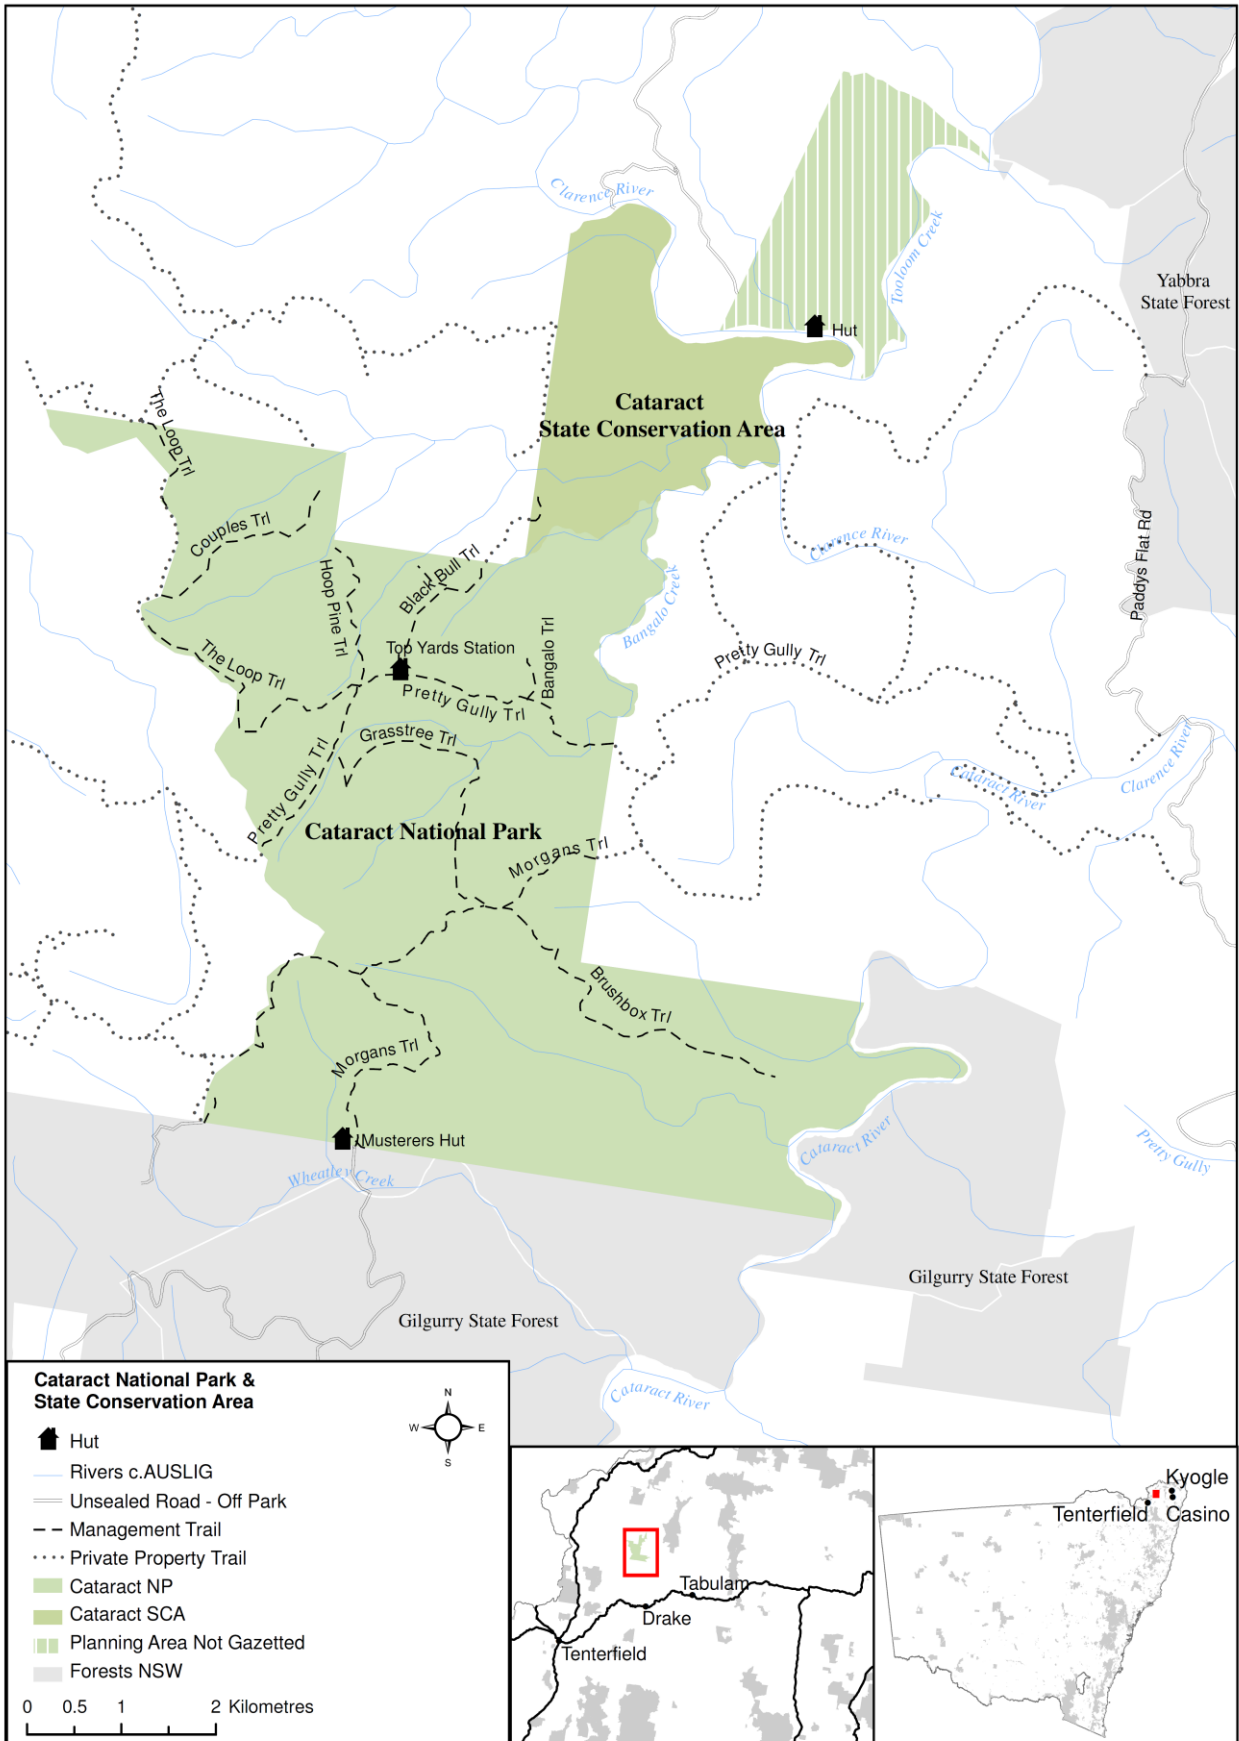 Clarence River
Tooloom Creek
Yabbra
State Forest
Hut
Cataract
State Conservation Area
The Loop Trl
Couples Trl
Hoop Pine Trl
Black Bull Trl
Clarence River
Paddys Flat Rd
Bangalo Creek
Bangalo Trl
Top Yards Station
The Loop Trl
Pretty Gully Trl
Pretty Gully Trl
Grasstree Trl
Pretty Gully Trl
Cataract River
Clarence River
Cataract National Park
Morgans Trl
Brushbox Trl
Morgans Trl
Musterers Hut
Cataract River
Pretty Gully
Wheatley Creek
Gilgurry State Forest
Gilgurry State Forest
Cataract River
Cataract National Park &
State Conservation Area
N
W E
S
Hut
Rivers c.AUSLIG
Unsealed Road - Off Park
Management Trail
Private Property Trail
Cataract NP
Cataract SCA
Planning Area Not Gazetted
Forests NSW
0 0.5 1 2 Kilometres
Tabulam
Drake
Tenterfield
Kyogle
Tenterfield
Casino